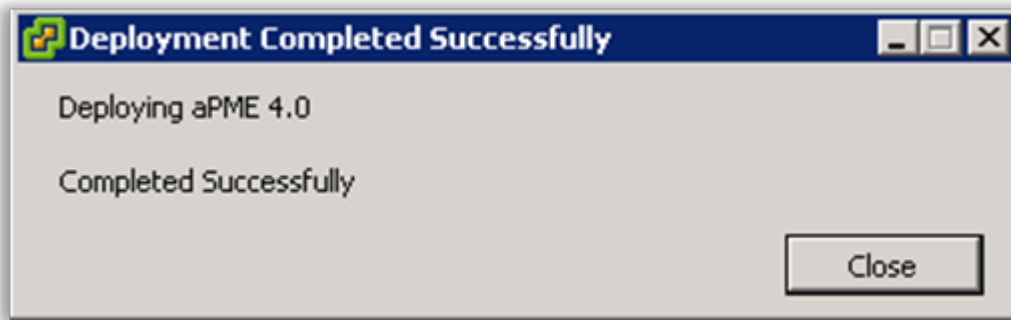 Deployment Completed Successfully
Deploying aPME 4.0
Completed Successfully
Close